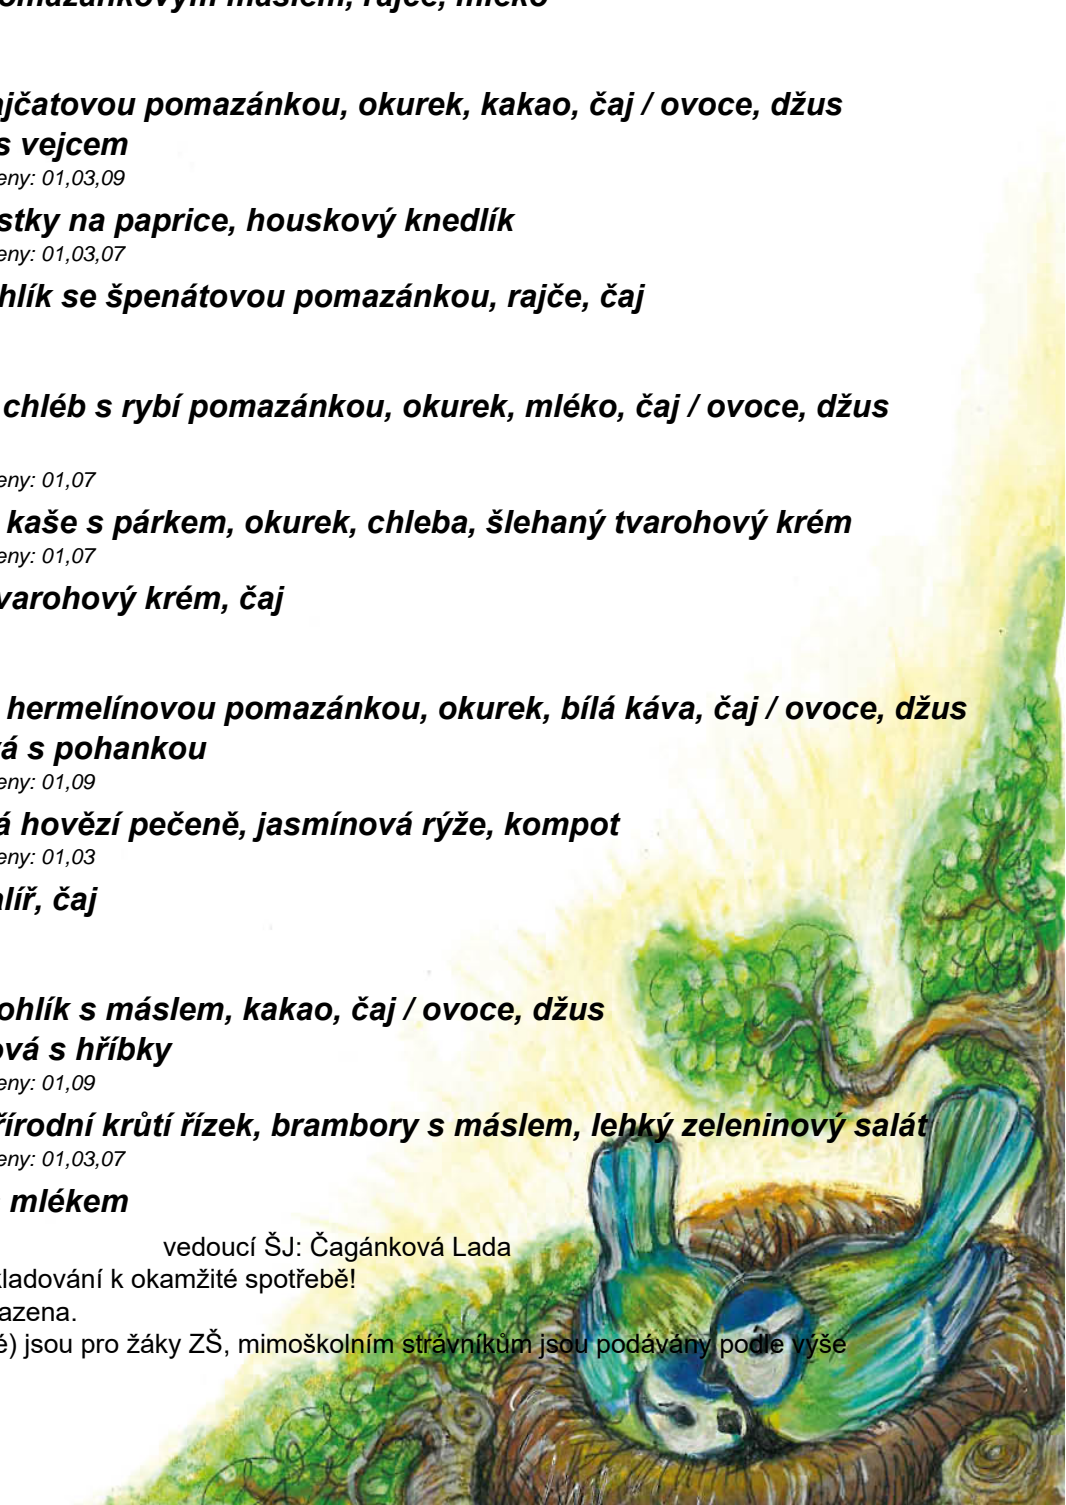 omazánkovým máslem, rajče, mléko
ajčatovou pomazánkou, okurek, kakao, čaj / ovoce, džus
s vejcem
eny: 01,03,09
stky na paprice, houskový knedlík
eny: 01,03,07
hlík se špenátovou pomazánkou, rajče, čaj
chléb s rybí pomazánkou, okurek, mléko, čaj / ovoce, džus
eny: 01,07
kaše s párkem, okurek, chleba, šlehaný tvarohový krém
eny: 01,07
varohový krém, čaj
hermelínovou pomazánkou, okurek, bílá káva, čaj / ovoce, džus
vá s pohankou
eny: 01,09
á hovězí pečeně, jasmínová rýže, kompot
eny: 01,03
alíř, čaj
ohlík s máslem, kakao, čaj / ovoce, džus
ová s hříbky
eny: 01,09
řírodní krůtí řízek, brambory s máslem, lehký zeleninový salát
eny: 01,03,07
mlékem
vedoucí ŠJ: Čagánková Lada
kladování k okamžité spotřebě!
azena.
é) jsou pro žáky ZŠ, mimoškolním strávníkům jsou podávány podle výše